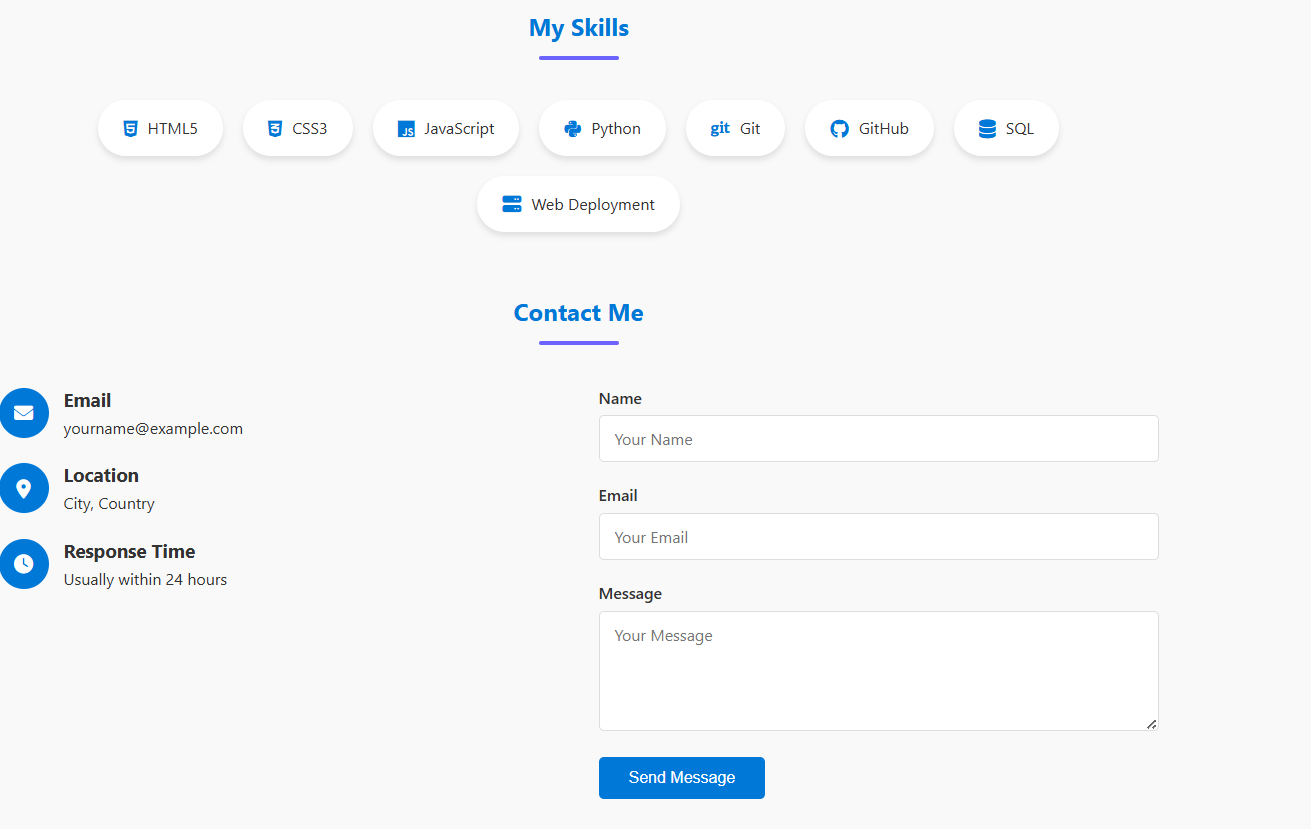 My Skills
HTML5 CSS3 JS JavaScript Python git Git GitHub SQL
Web Deployment
Contact Me
Email
yourname@example.com
Location
City, Country
Response Time
Usually within 24 hours
Name
Your Name
Email
Your Email
Message
Your Message
Send Message